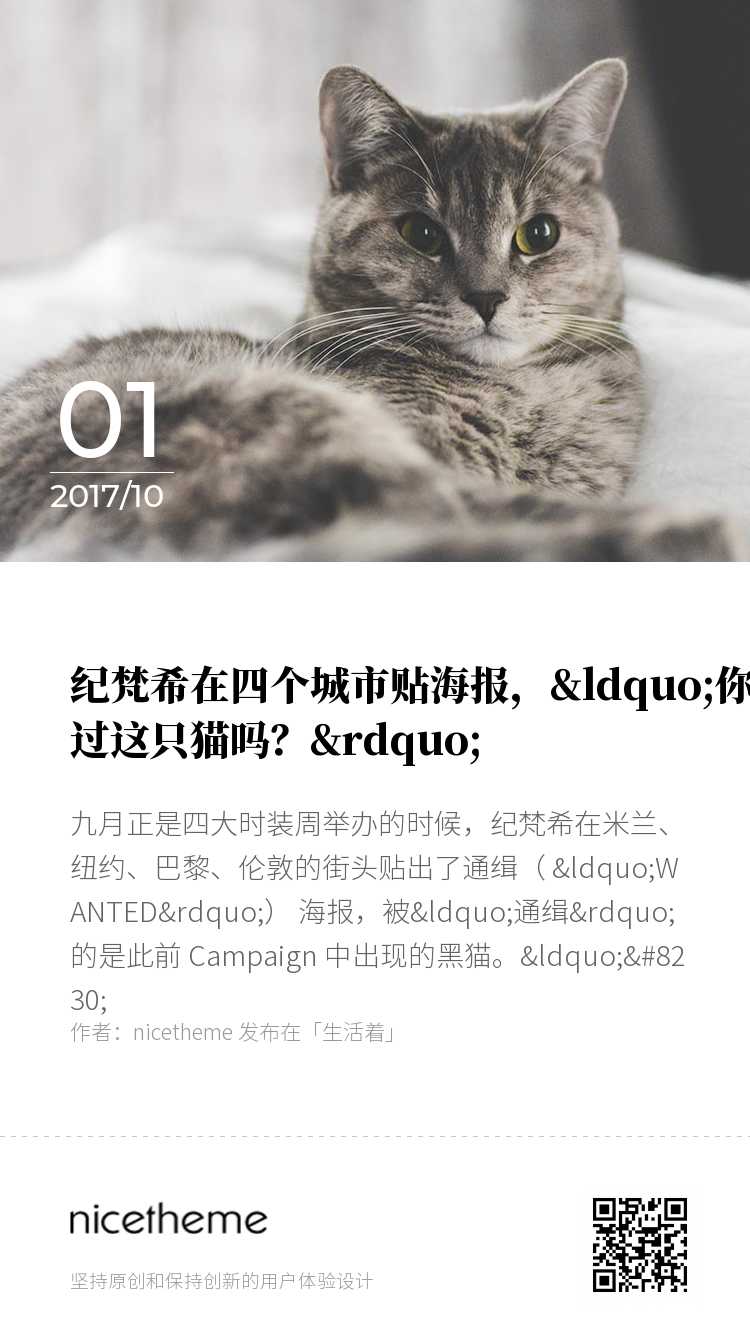 01
2017/10
纪梵希在四个城市贴海报，&ldquo;你
过这只猫吗？&rdquo;
九月正是四大时装周举办的时候，纪梵希在米兰、
纽约、巴黎、伦敦的街头贴出了通缉（ &ldquo;W
ANTED&rdquo;） 海报，被&ldquo;通缉&rdquo;
的是此前 Campaign 中出现的黑猫。&ldquo;&#82
30;
作者：nicetheme 发布在「生活着」
nicetheme
坚持原创和保持创新的用户体验设计